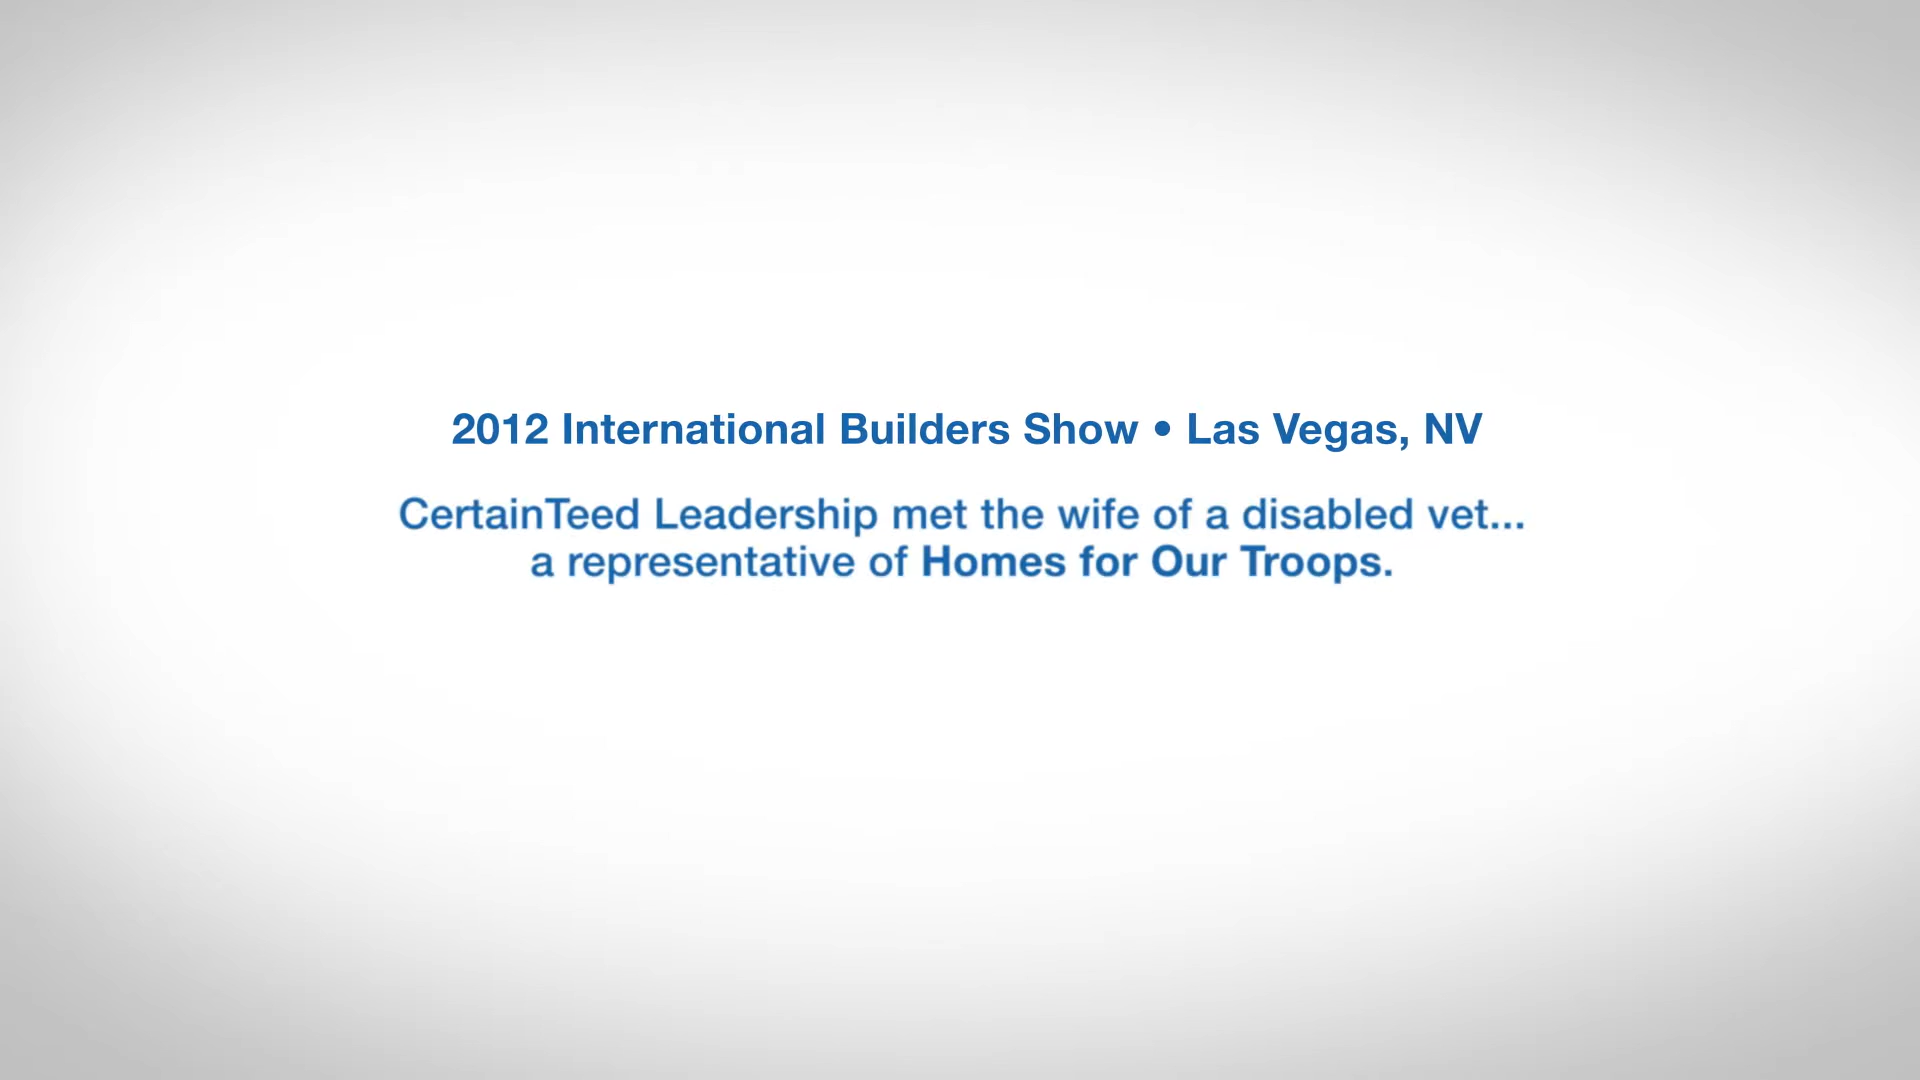 2012 International Builders Show • Las Vegas, NV
CertainTeed Leadership met the wife of a disabled vet...
a representative of Homes for Our Troops.